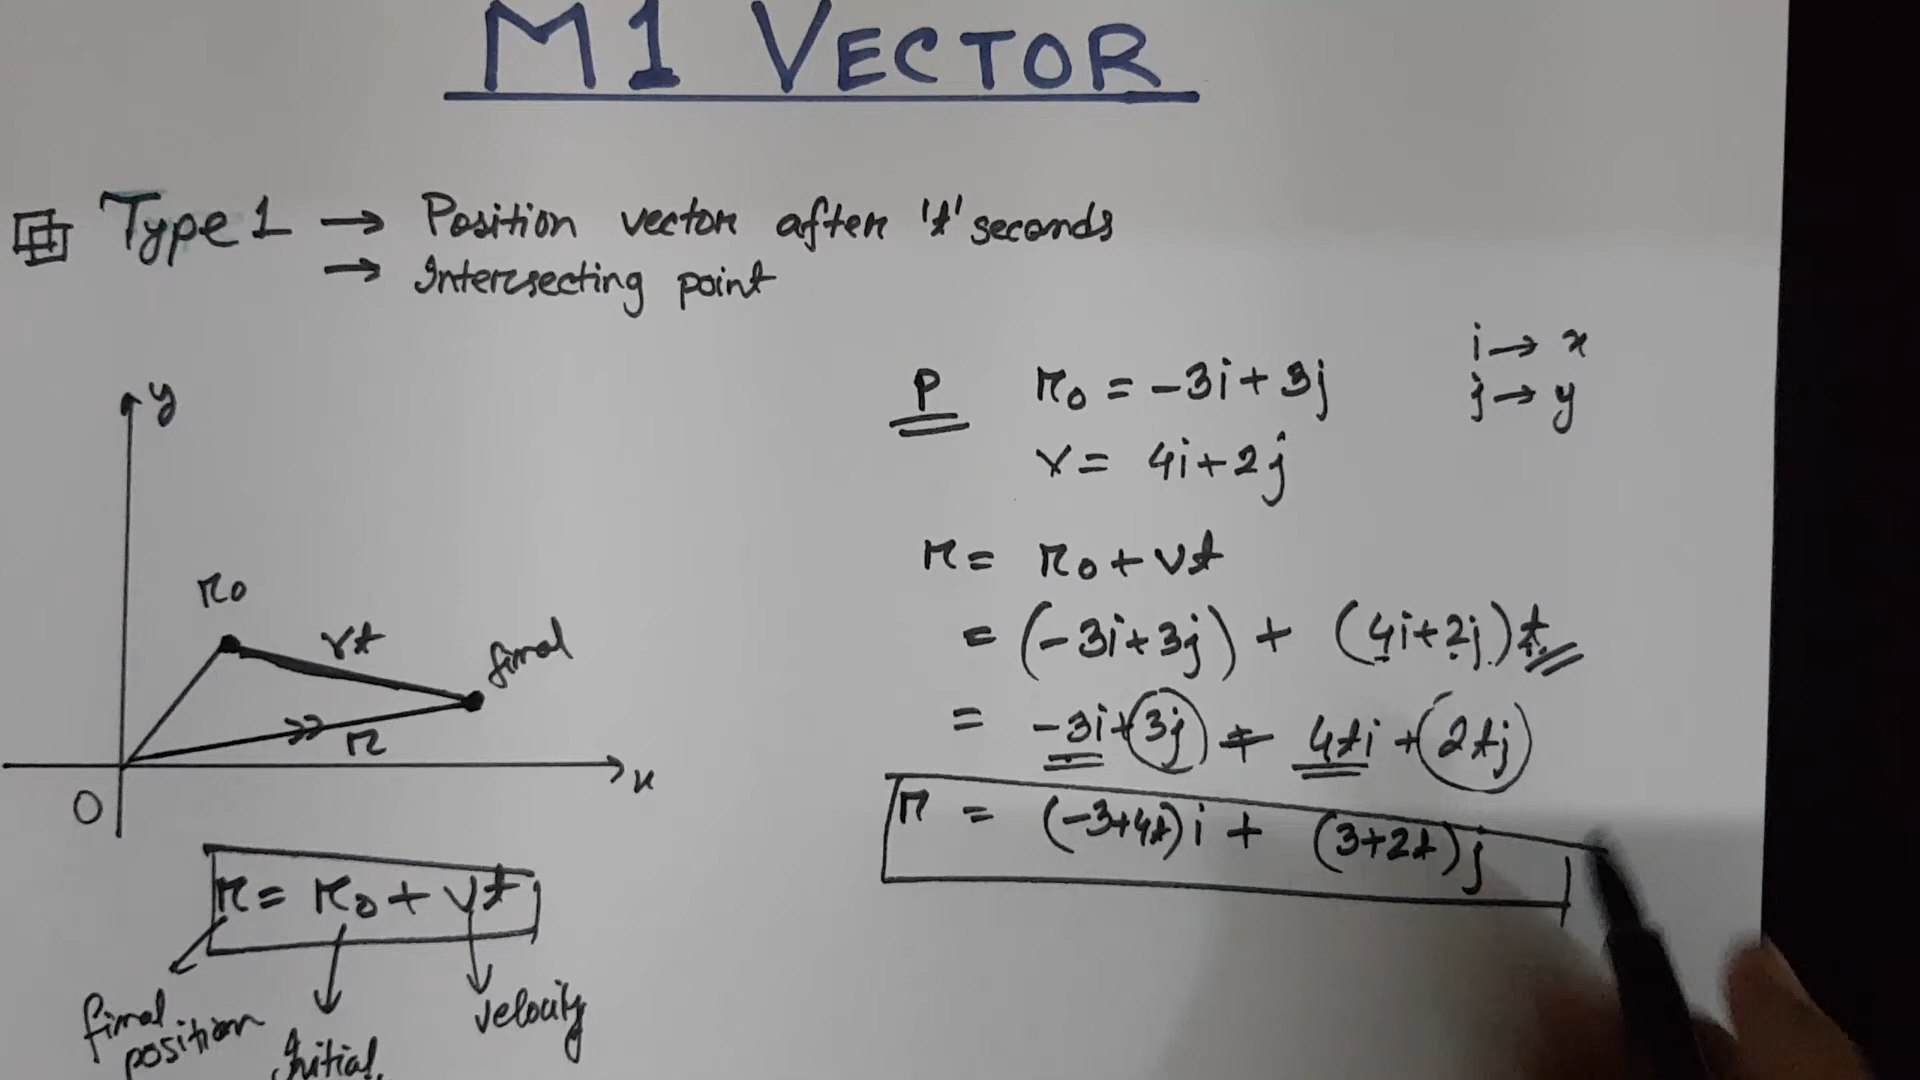 M1 VECTOR
Type 1 → Position vector after 't' seconds
→ Intersecting point
y
r0
vt
final
r
x
O
r = r0 + vt
final position
Initial
velocity
P r0 = -3i + 3j
v = 4i + 2j
i → x
j → y
r = r0 + vt
= (-3i + 3j) + (4i + 2j)t
= -3i + 3j + 4ti + 2tj
r = (-3+4t)i + (3+2t)j